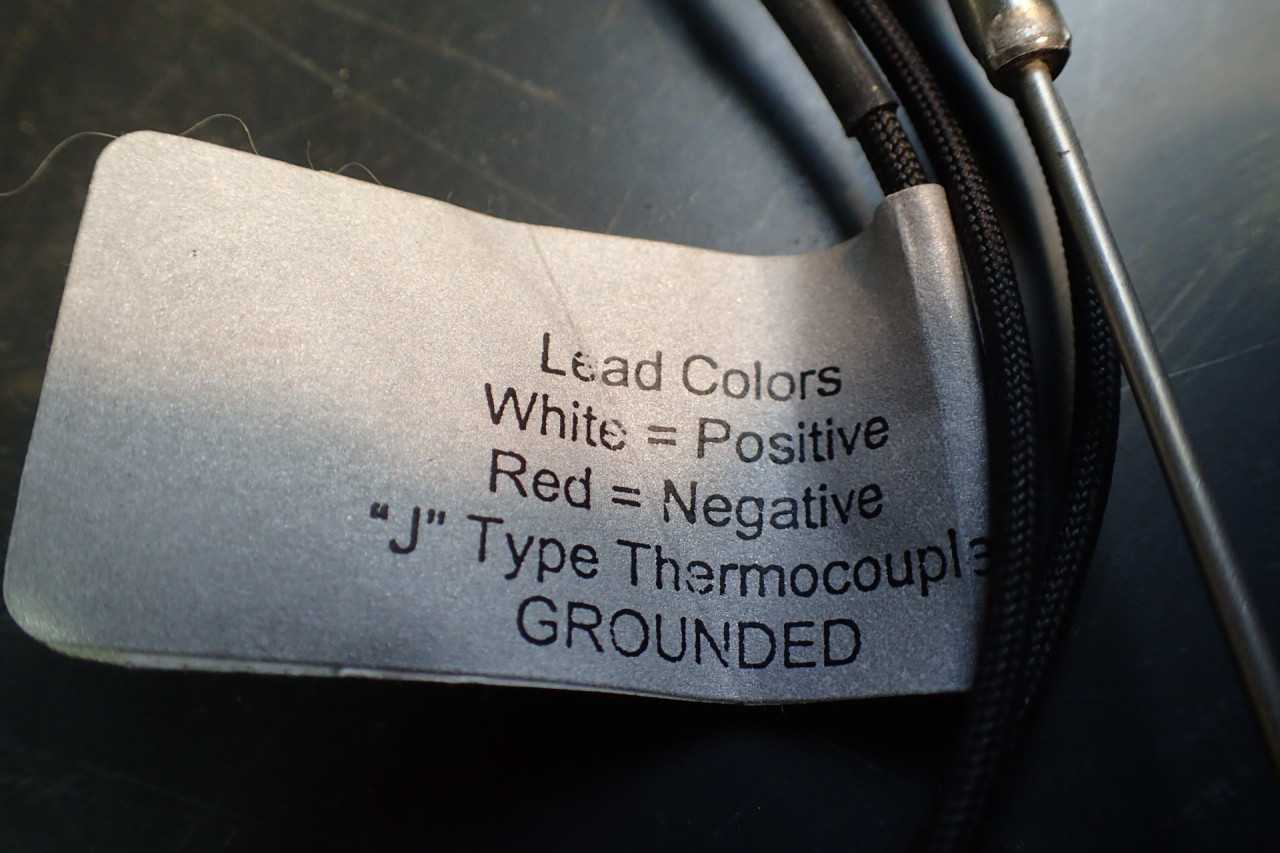 Lead Colors
White = Positive
Red = Negative
“J” Type Thermocouple
GROUNDED